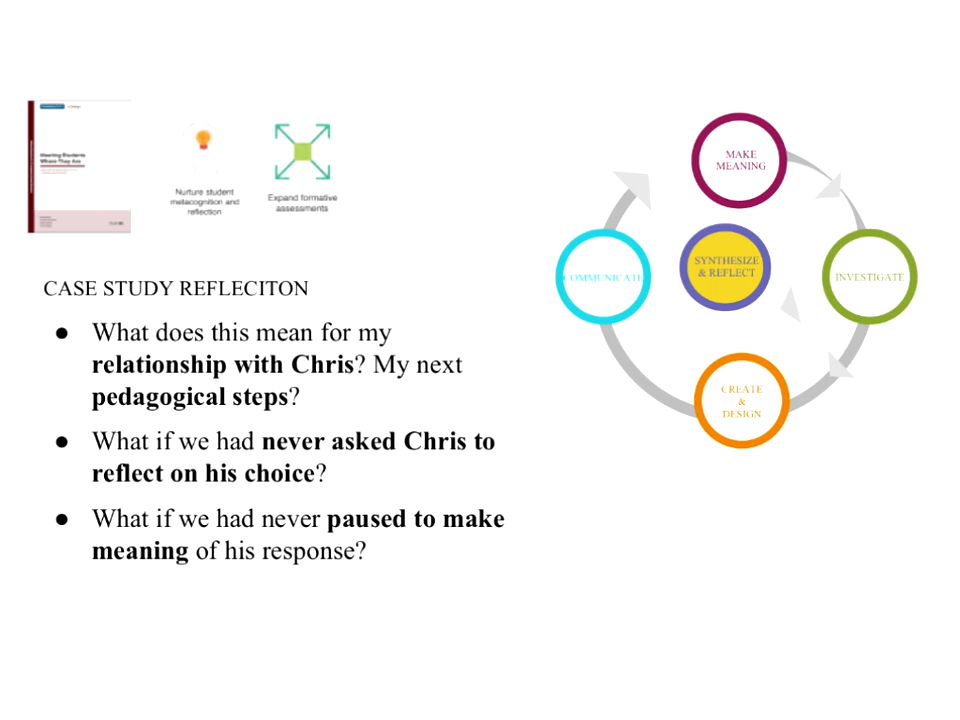 Meeting Students
Where They Are
Nurture student
metacognition and
reflection
Expand formative
assessments
CASE STUDY REFLECITON
● What does this mean for my
relationship with Chris? My next
pedagogical steps?
● What if we had never asked Chris to
reflect on his choice?
● What if we had never paused to make
meaning of his response?
MAKE
MEANING
SYNTHESIZE
& REFLECT
COMMUNICATE
INVESTIGATE
CREATE
&
DESIGN